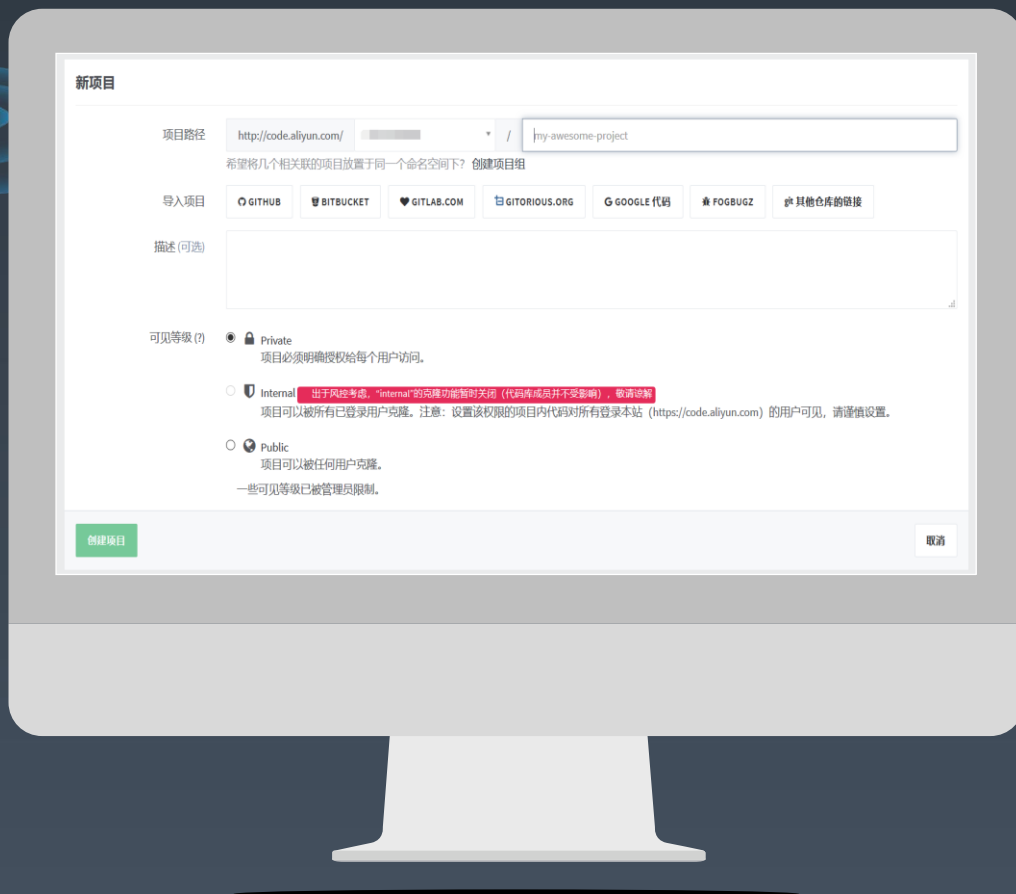 新项目
项目路径 http://code.aliyun.com/ / my-awesome-project
希望将几个相关联的项目放置于同一个命名空间下？ 创建项目组
导入项目 GITHUB BITBUCKET GITLAB.COM GITORIOUS.ORG GOOGLE 代码 FOGBUGZ git 其他仓库的链接
描述 (可选)
可见等级 (?) Private
项目必须明确授权给每个用户访问。
Internal 出于风控考虑，“internal”的克隆功能暂时关闭（代码库成员并不受影响），敬请谅解
项目可以被所有已登录用户克隆。注意：设置该权限的项目内代码对所有登录本站（https://code.aliyun.com）的用户可见，请谨慎设置。
Public
项目可以被任何用户克隆。
一些可见等级已被管理员限制。
创建项目 取消